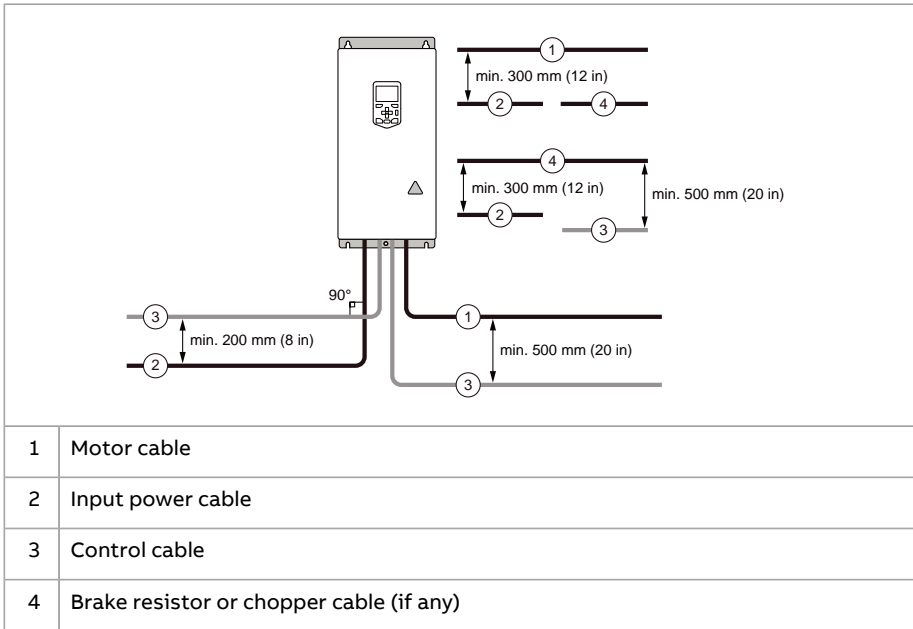 1
min. 300 mm (12 in)
2 4
4
min. 300 mm (12 in) min. 500 mm (20 in)
2
3
90°
3 1
min. 200 mm (8 in) min. 500 mm (20 in)
2
3
1 Motor cable
2 Input power cable
3 Control cable
4 Brake resistor or chopper cable (if any)